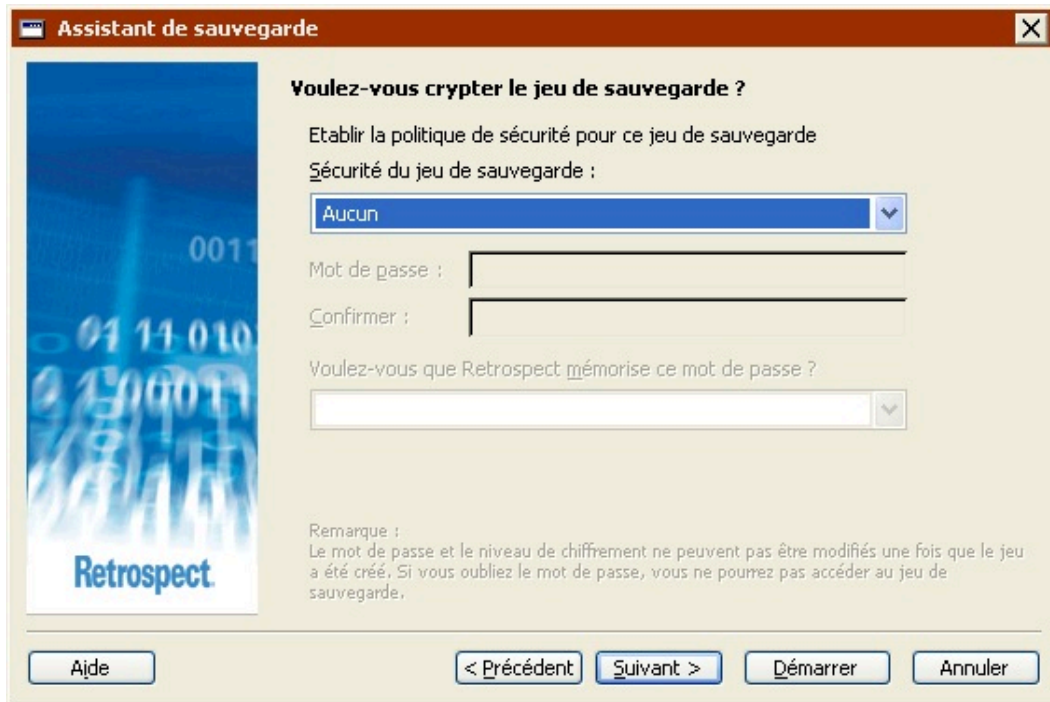 Assistant de sauvegarde
Voulez-vous crypter le jeu de sauvegarde ?
Etablir la politique de sécurité pour ce jeu de sauvegarde
Sécurité du jeu de sauvegarde :
Aucun
Mot de passe :
Confirmer :
Voulez-vous que Retrospect mémorise ce mot de passe ?
Remarque :
Le mot de passe et le niveau de chiffrement ne peuvent pas être modifiés une fois que le jeu
a été créé. Si vous oubliez le mot de passe, vous ne pourrez pas accéder au jeu de
sauvegarde.
0011
01 11 010
Retrospect
Aide
< Précédent
Suivant >
Démarrer
Annuler